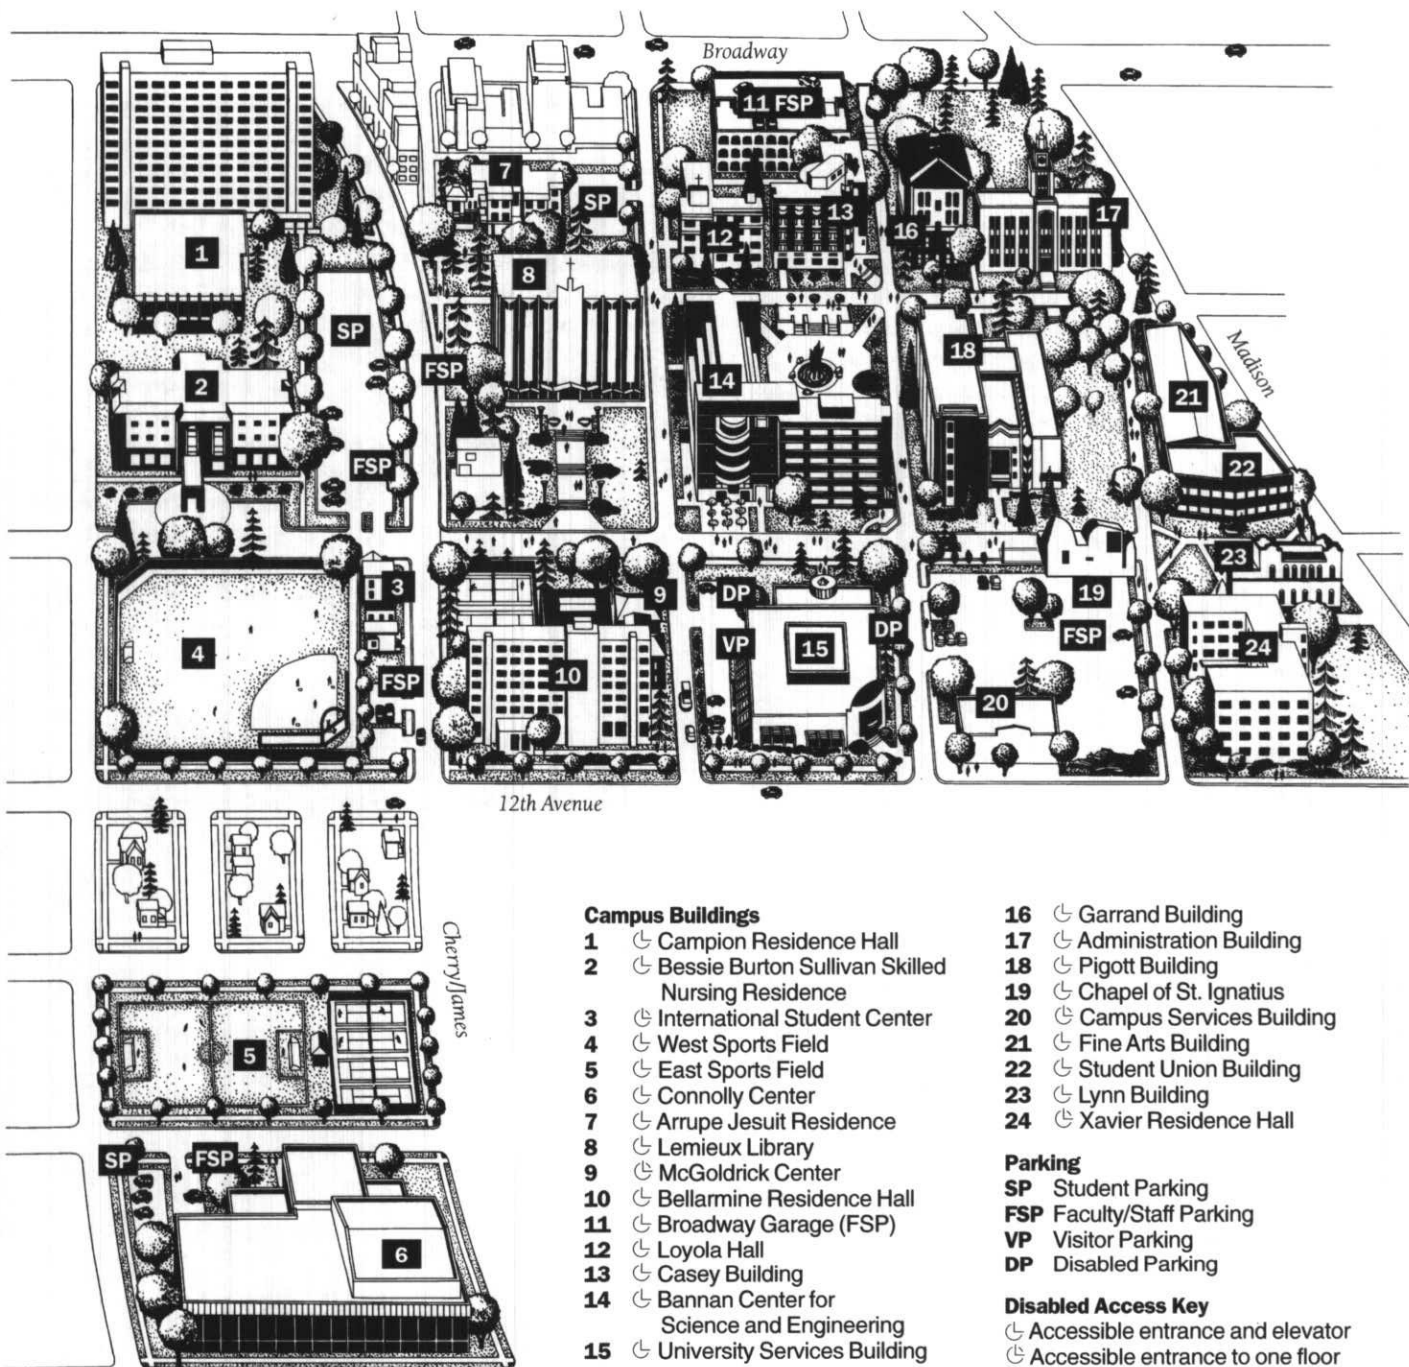 Broadway
11 FSP
7
SP
13
17
16
12
1
8
SP
18
Madison
FSP
14
2
21
FSP
22
23
3
9
DP
19
DP
FSP
4
VP
15
24
FSP
10
20
12th Avenue
Cherry/James
5
SP
FSP
6
Campus Buildings
1 Campion Residence Hall
2 Bessie Burton Sullivan Skilled
Nursing Residence
3 International Student Center
4 West Sports Field
5 East Sports Field
6 Connolly Center
7 Arrupe Jesuit Residence
8 Lemieux Library
9 McGoldrick Center
10 Bellarmine Residence Hall
11 Broadway Garage (FSP)
12 Loyola Hall
13 Casey Building
14 Bannan Center for
Science and Engineering
15 University Services Building
16 Garrand Building
17 Administration Building
18 Pigott Building
19 Chapel of St. Ignatius
20 Campus Services Building
21 Fine Arts Building
22 Student Union Building
23 Lynn Building
24 Xavier Residence Hall
Parking
SP Student Parking
FSP Faculty/Staff Parking
VP Visitor Parking
DP Disabled Parking
Disabled Access Key
Accessible entrance and elevator
Accessible entrance to one floor